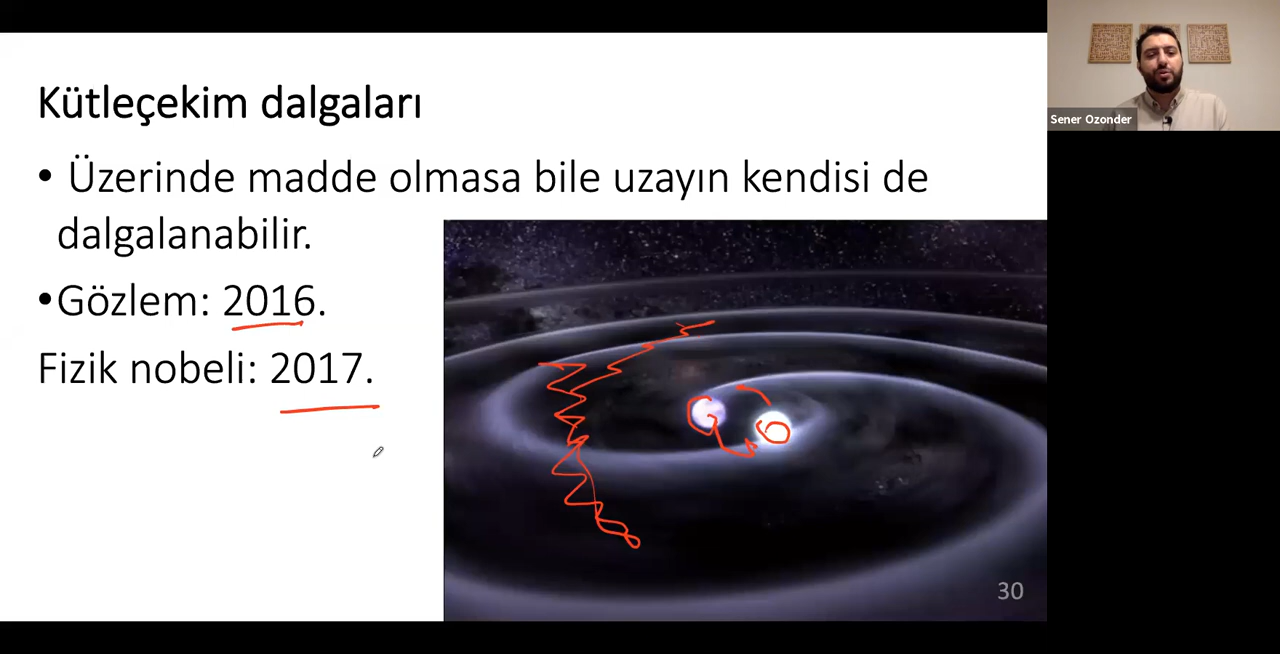 Kütleçekim dalgaları
• Üzerinde madde olmasa bile uzayın kendisi de
dalgalanabilir.
•Gözlem: 2016.
Fizik nobeli: 2017.
30
Sener Ozonder